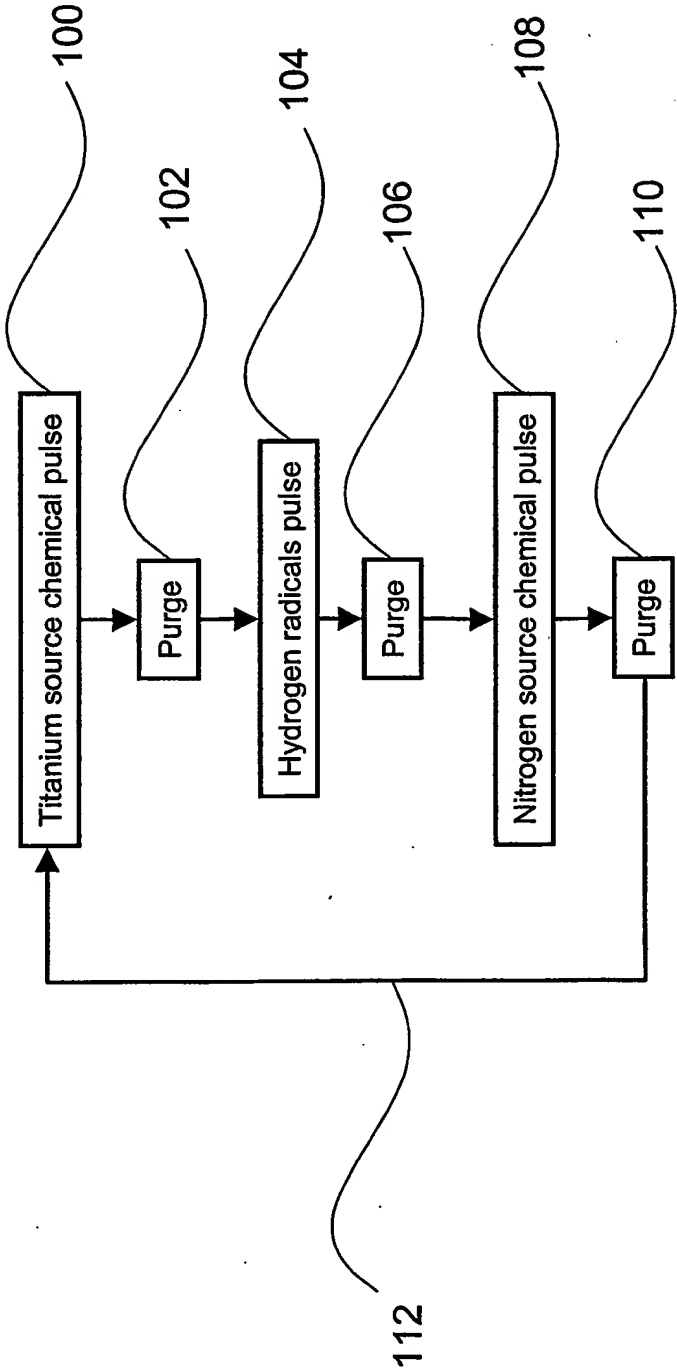 Titanium source chemical pulse
100
Purge
102
Hydrogen radicals pulse
104
Purge
106
Nitrogen source chemical pulse
108
Purge
110
112